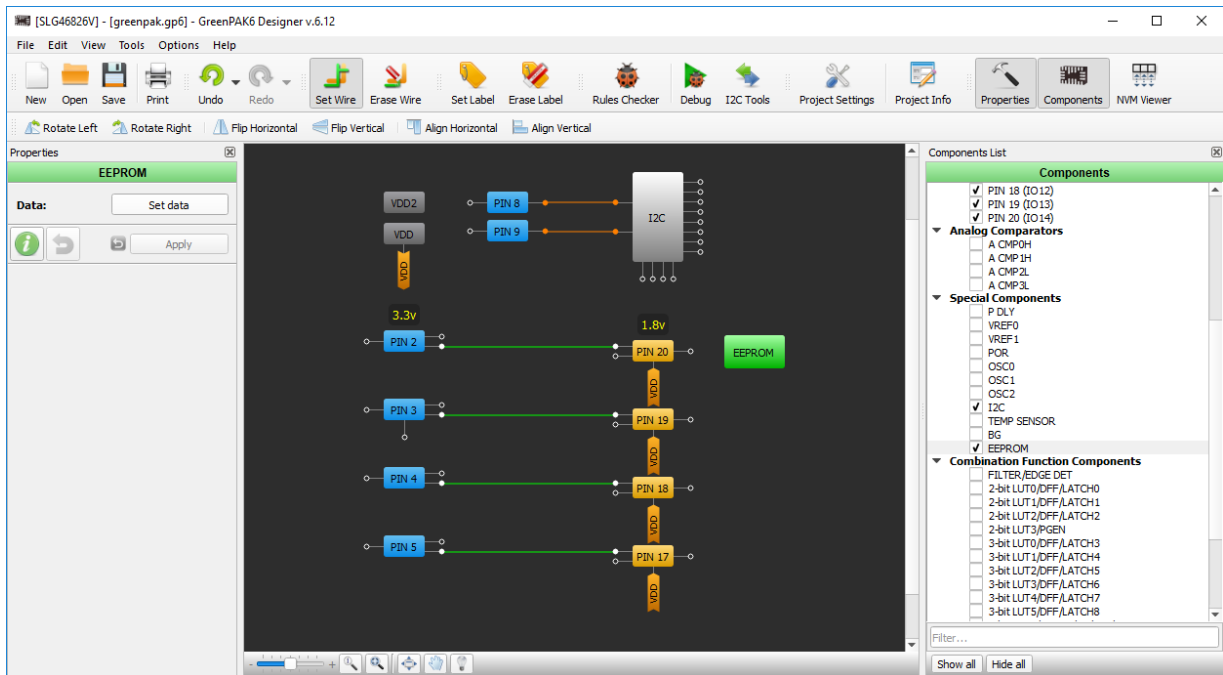 [SLG46826V] - [greenpak.gp6] - GreenPAK6 Designer v.6.12
File Edit View Tools Options Help
New Open Save Print Undo Redo Set Wire Erase Wire Set Label Erase Label Rules Checker Debug I2C Tools Project Settings Project Info Properties Components NVM Viewer
Rotate Left Rotate Right Flip Horizontal Flip Vertical Align Horizontal Align Vertical
Properties
EEPROM
Data: Set data
Apply
VDD2 PIN 8
I2C
VDD PIN 9
VDD
3.3v
1.8v
PIN 2
PIN 20 EEPROM
VDD
PIN 3
PIN 19
VDD
PIN 4
PIN 18
VDD
PIN 5
PIN 17
VDD
- +
Components List
Components
PIN 18 (IO12)
PIN 19 (IO13)
PIN 20 (IO14)
Analog Comparators
A CMP0H
A CMP1H
A CMP2L
A CMP3L
Special Components
P DLY
VREF0
VREF1
POR
OSC0
OSC1
OSC2
I2C
TEMP SENSOR
BG
EEPROM
Combination Function Components
FILTER/EDGE DET
2-bit LUT0/DFF/LATCH0
2-bit LUT1/DFF/LATCH1
2-bit LUT2/DFF/LATCH2
2-bit LUT3/PGEN
3-bit LUT0/DFF/LATCH3
3-bit LUT1/DFF/LATCH4
3-bit LUT2/DFF/LATCH5
3-bit LUT3/DFF/LATCH6
3-bit LUT4/DFF/LATCH7
3-bit LUT5/DFF/LATCH8
Filter...
Show all Hide all